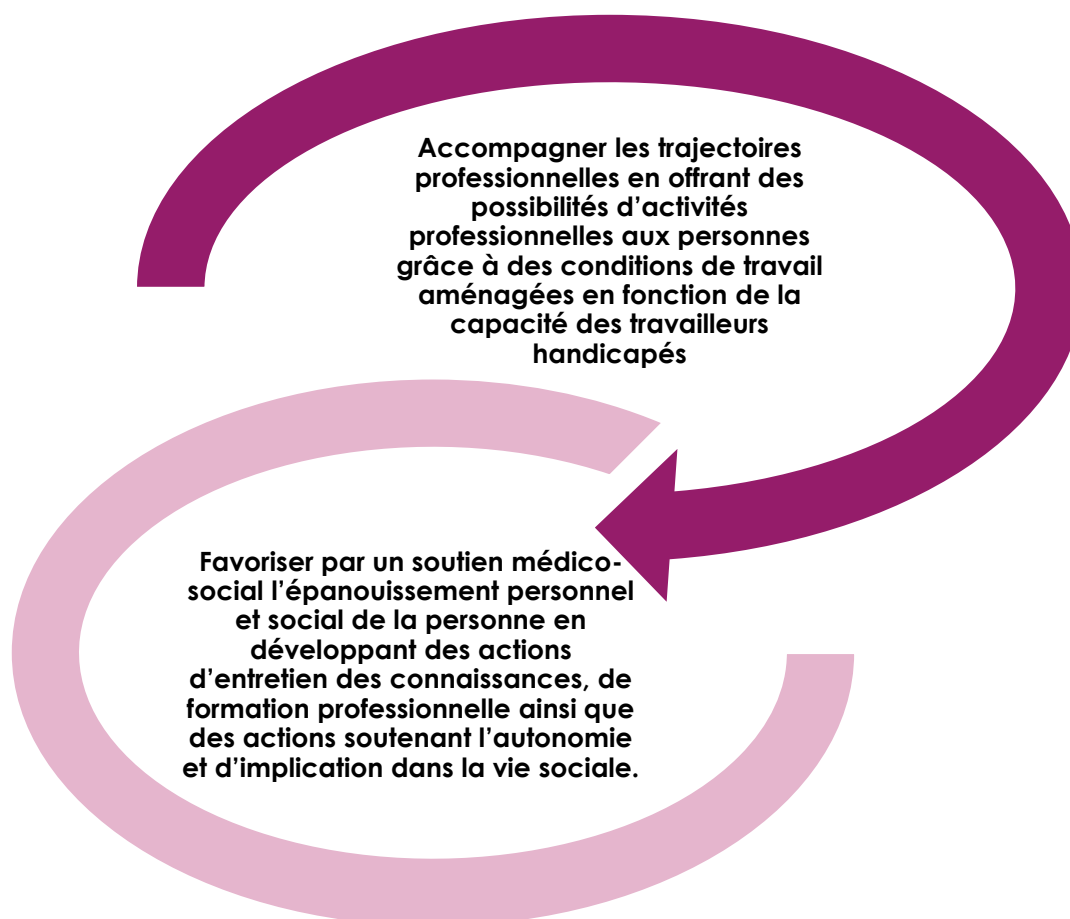 Accompagner les trajectoires
professionnelles en offrant des
possibilités d’activités
professionnelles aux personnes
grâce à des conditions de travail
aménagées en fonction de la
capacité des travailleurs
handicapés
Favoriser par un soutien médico-
social l’épanouissement personnel
et social de la personne en
développant des actions
d’entretien des connaissances, de
formation professionnelle ainsi que
des actions soutenant l’autonomie
et d’implication dans la vie sociale.